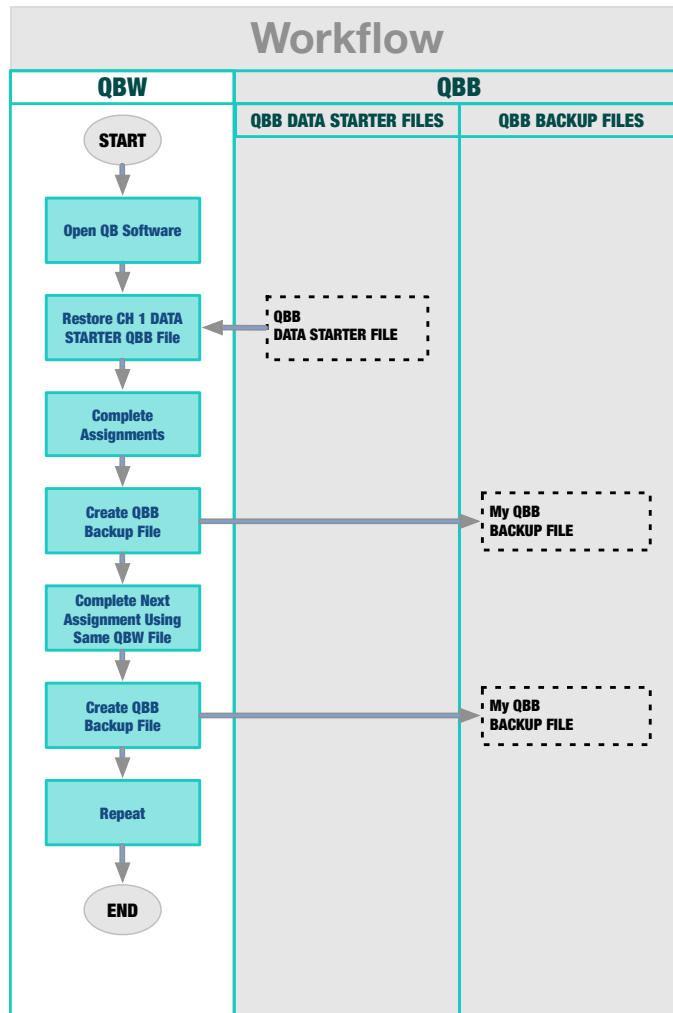 Workflow
QBW
QBB
QBB DATA STARTER FILES
QBB BACKUP FILES
START
Open QB Software
Restore CH 1 DATA
STARTER QBB File
QBB
DATA STARTER FILE
Complete
Assignments
Create QBB
Backup File
My QBB
BACKUP FILE
Complete Next
Assignment Using
Same QBW File
Create QBB
Backup File
My QBB
BACKUP FILE
Repeat
END